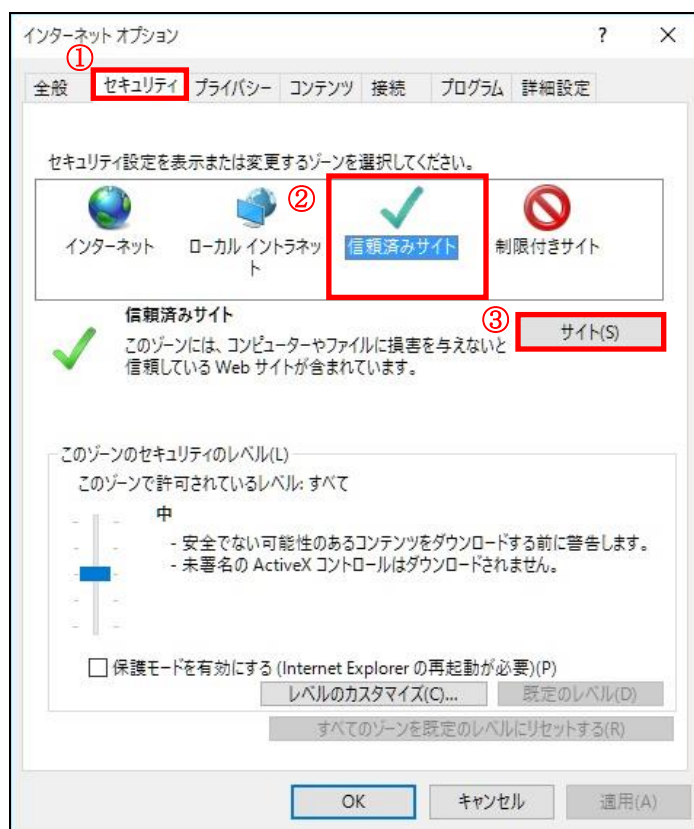 インターネット オプション ? ×
①
全般 セキュリティ プライバシー コンテンツ 接続 プログラム 詳細設定
セキュリティ設定を表示または変更するゾーンを選択してください。
②
インターネット ローカル イントラネッ 信頼済みサイト 制限付きサイト
ト
信頼済みサイト
③
サイト(S)
このゾーンには、コンピューターやファイルに損害を与えないと
信頼している Web サイトが含まれています。
このゾーンのセキュリティのレベル(L)
このゾーンで許可されているレベル: すべて
中
- 安全でない可能性のあるコンテンツをダウンロードする前に警告します。
- 未署名の ActiveX コントロールはダウンロードされません。
保護モードを有効にする (Internet Explorer の再起動が必要)(P)
レベルのカスタマイズ(C)... 既定のレベル(D)
すべてのゾーンを既定のレベルにリセットする(R)
OK キャンセル 適用(A)